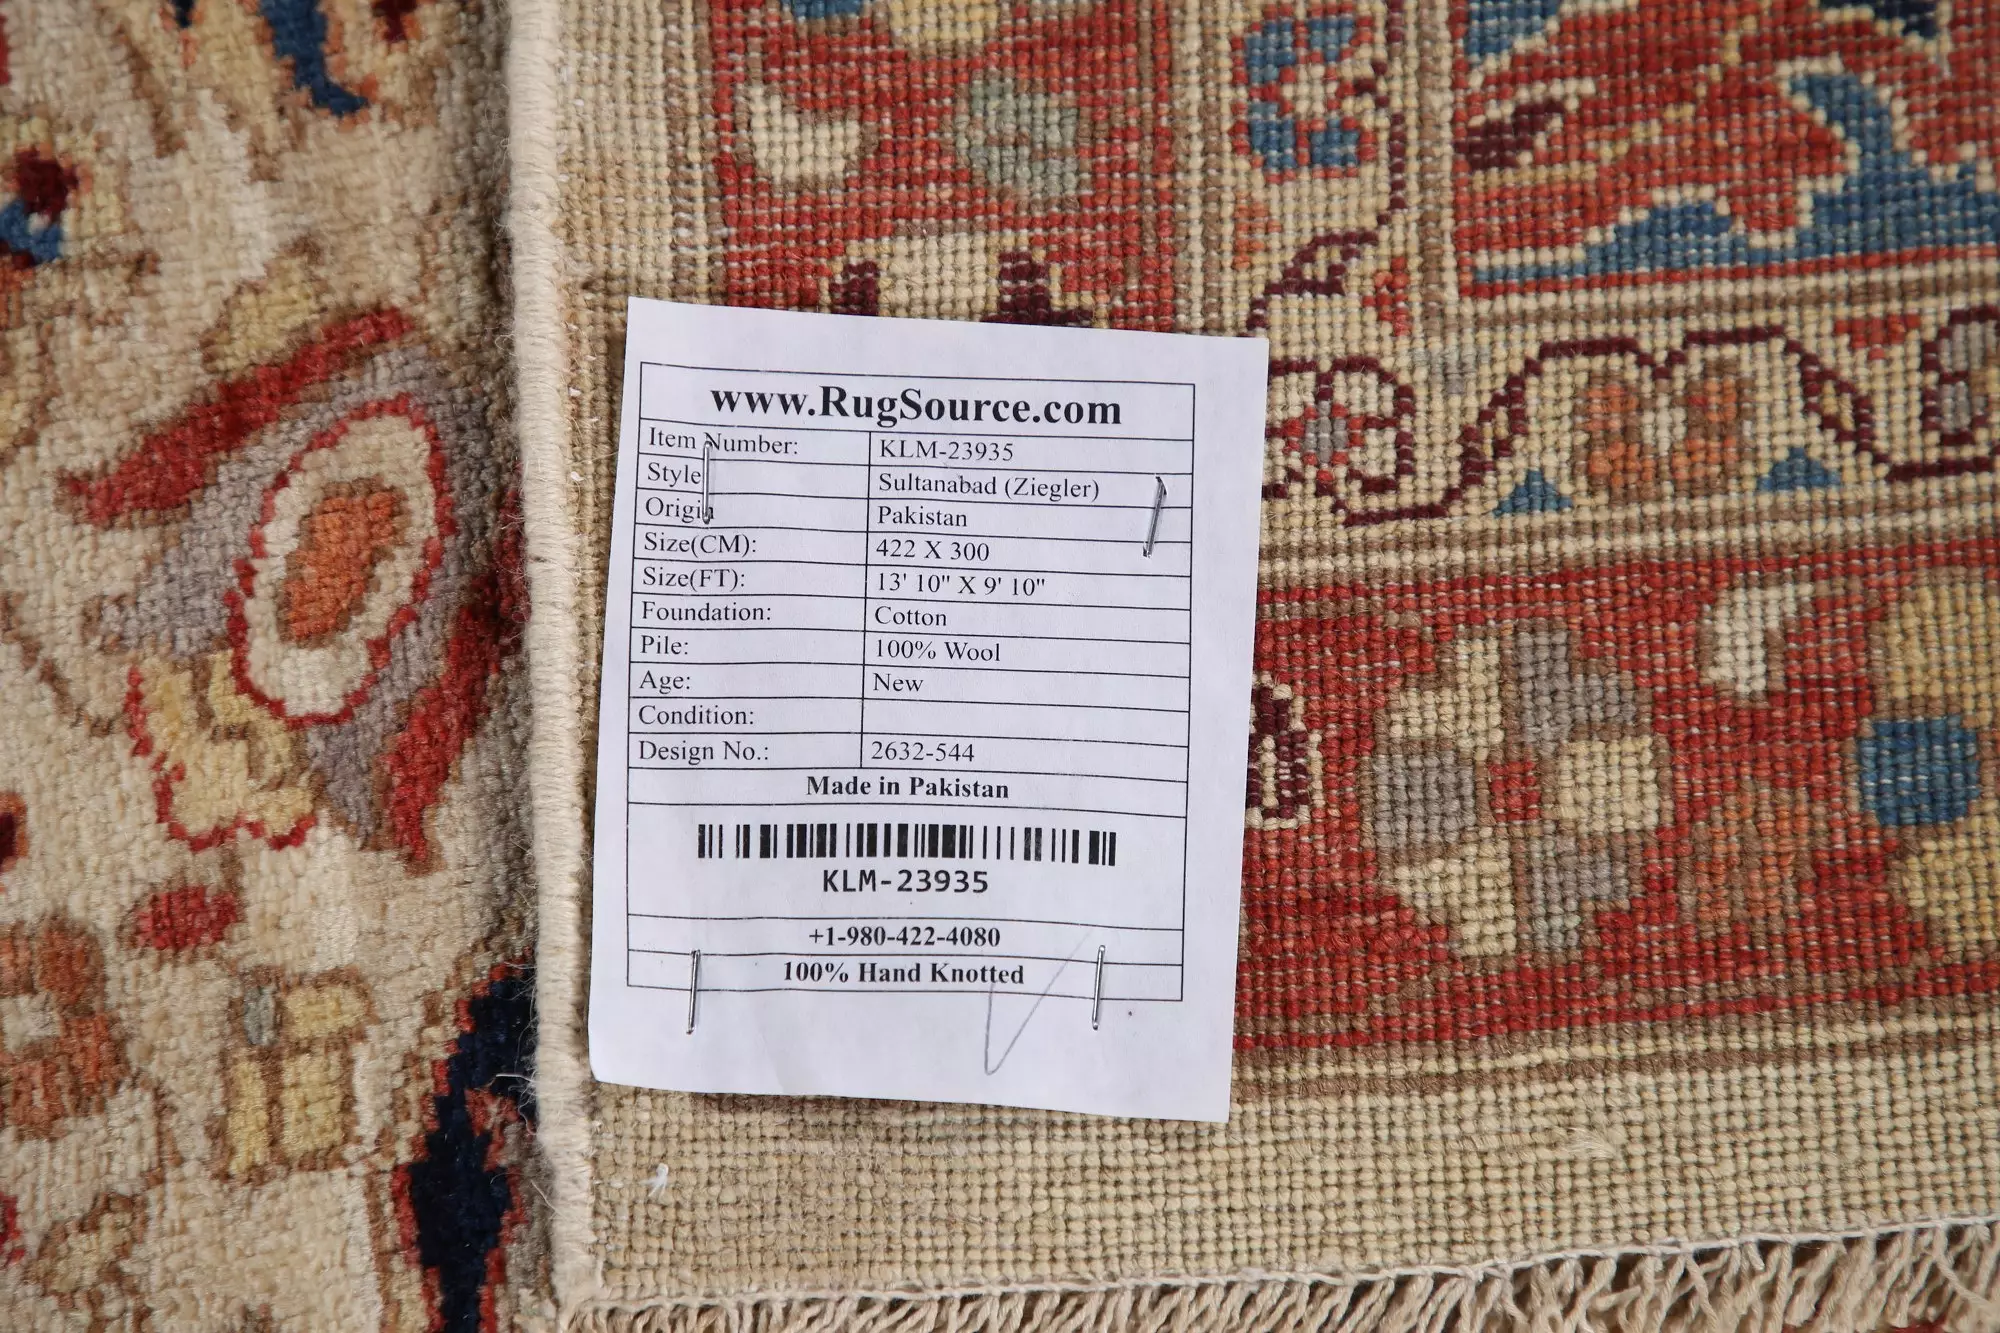 www.RugSource.com
Item Number: KLM-23935
Style Sultanabad (Ziegler)
Origin Pakistan
Size(CM): 422 X 300
Size(FT): 13' 10" X 9' 10"
Foundation: Cotton
Pile: 100% Wool
Age: New
Condition:
Design No.: 2632-544
Made in Pakistan
KLM-23935
+1-980-422-4080
100% Hand Knotted